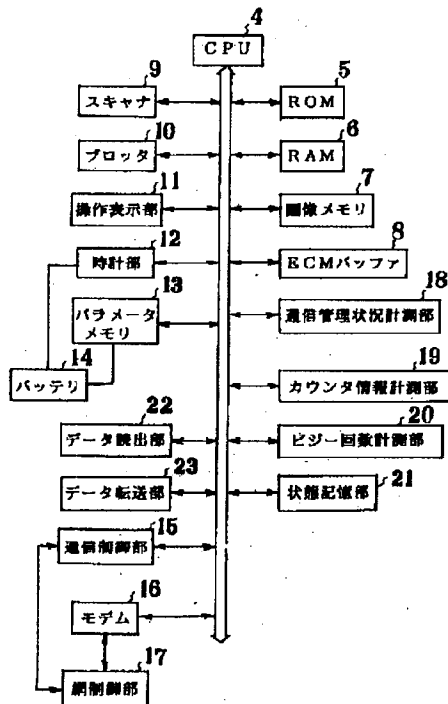 4
CPU
9
スキャナ
5
ROM
10
プロッタ
6
RAM
11
操作表示部
7
画像メモリ
12
時計部
8
ECMバッファ
13
パラメータ
メモリ
18
通信管理状況計測部
14
バッテリ
19
カウンタ情報計測部
22
データ読出部
20
ビジー回数計測部
23
データ転送部
21
状態記憶部
15
通信制御部
16
モデム
17
網制御部